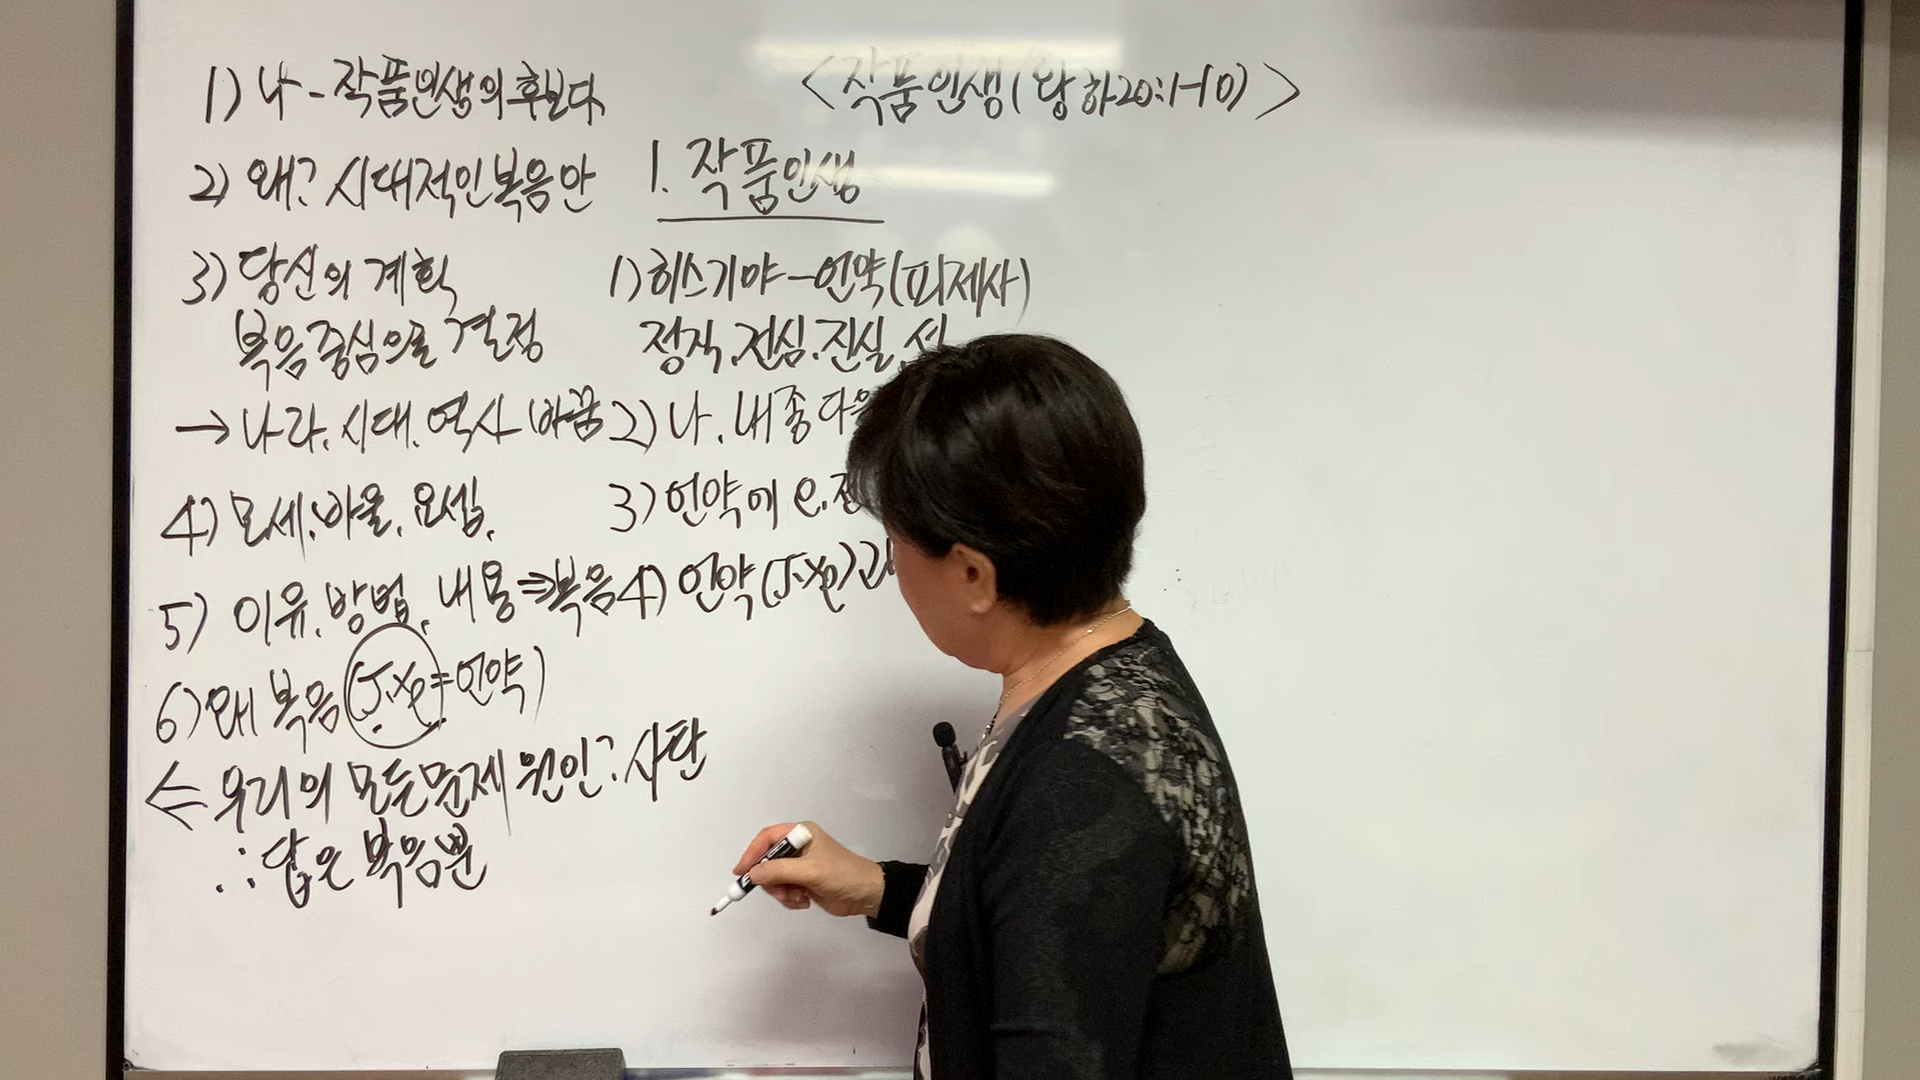 <작품인생(왕하20:1-10)>
1) 나-작품인생의 후보다
2) 왜? 시대적인 복음안
3) 당신의 계획
복음중심으로 결정
→ 나라, 시대, 역사 바꿈
4) 모세, 바울, 요셉,
5) 이유, 방법, 내용 ⇒ 복음
6) 왜 복음(J.X=언약)
⇐ 우리의 모든문제 원인?: 사탄
∴ 답은 복음뿐
1. 작품인생
1) 히스기야-언약(피제사)
정직, 전심, 진실,
2) 나, 내 중
3) 언약에
4) 언약(J.X)